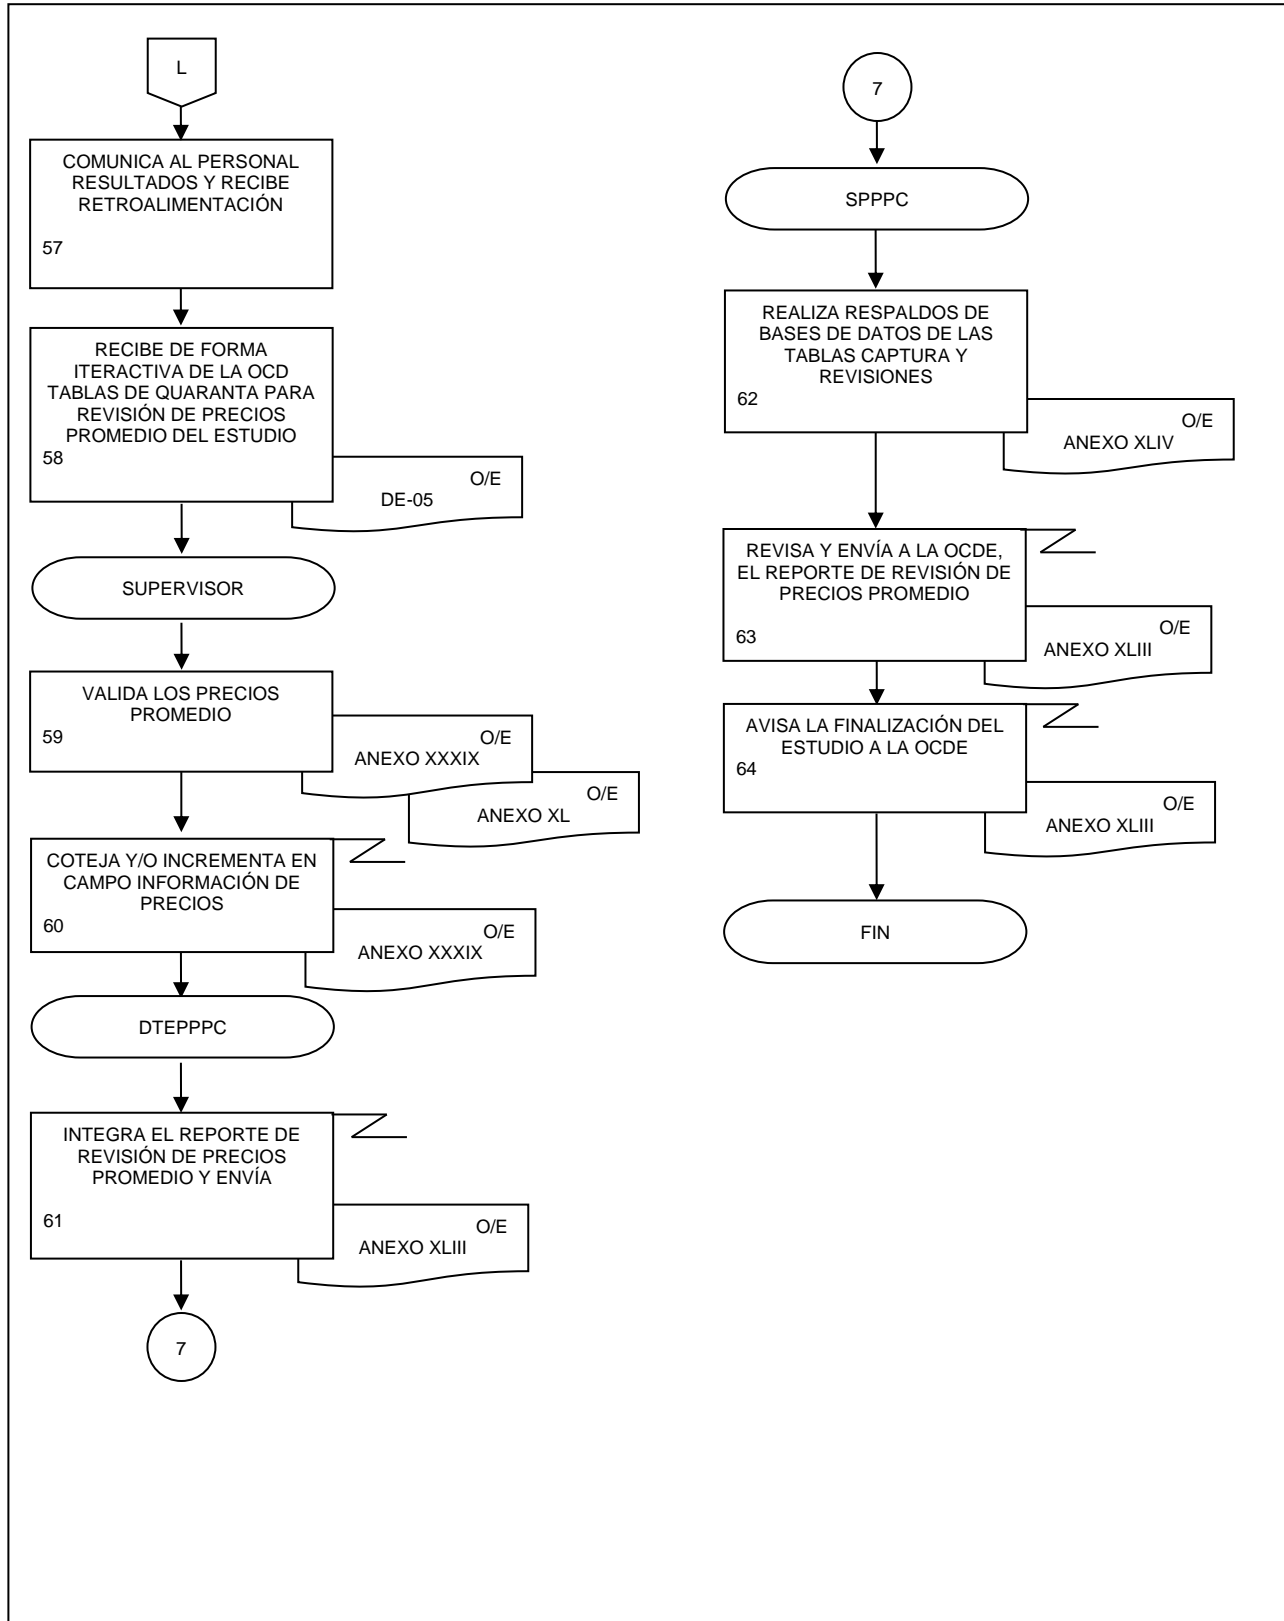 L
COMUNICA AL PERSONAL
RESULTADOS Y RECIBE
RETROALIMENTACIÓN
57
RECIBE DE FORMA
ITERACTIVA DE LA OCD
TABLAS DE QUARANTA PARA
REVISIÓN DE PRECIOS
PROMEDIO DEL ESTUDIO
58
O/E
DE-05
SUPERVISOR
VALIDA LOS PRECIOS
PROMEDIO
59
O/E
ANEXO XXXIX
O/E
ANEXO XL
COTEJA Y/O INCREMENTA EN
CAMPO INFORMACIÓN DE
PRECIOS
60
O/E
ANEXO XXXIX
DTEPPPC
INTEGRA EL REPORTE DE
REVISIÓN DE PRECIOS
PROMEDIO Y ENVÍA
61
O/E
ANEXO XLIII
7
7
SPPPC
REALIZA RESPALDOS DE
BASES DE DATOS DE LAS
TABLAS CAPTURA Y
REVISIONES
62
O/E
ANEXO XLIV
REVISA Y ENVÍA A LA OCDE,
EL REPORTE DE REVISIÓN DE
PRECIOS PROMEDIO
63
O/E
ANEXO XLIII
AVISA LA FINALIZACIÓN DEL
ESTUDIO A LA OCDE
64
O/E
ANEXO XLIII
FIN